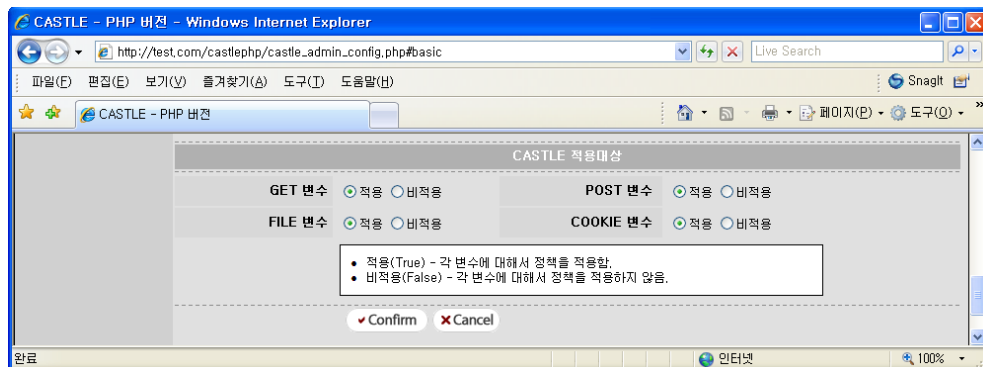 CASTLE - PHP 버전 - Windows Internet Explorer
http://test.com/castlephp/castle_admin_config.php#basic
Live Search
파일(F) 편집(E) 보기(V) 즐겨찾기(A) 도구(T) 도움말(H)
SnagIt
CASTLE - PHP 버전
페이지(P) 도구(O) »
CASTLE 적용대상
GET 변수 적용 비적용 POST 변수 적용 비적용
FILE 변수 적용 비적용 COOKIE 변수 적용 비적용
• 적용(True) - 각 변수에 대해서 정책을 적용함.
• 비적용(False) - 각 변수에 대해서 정책을 적용하지 않음.
Confirm Cancel
완료 인터넷 100%